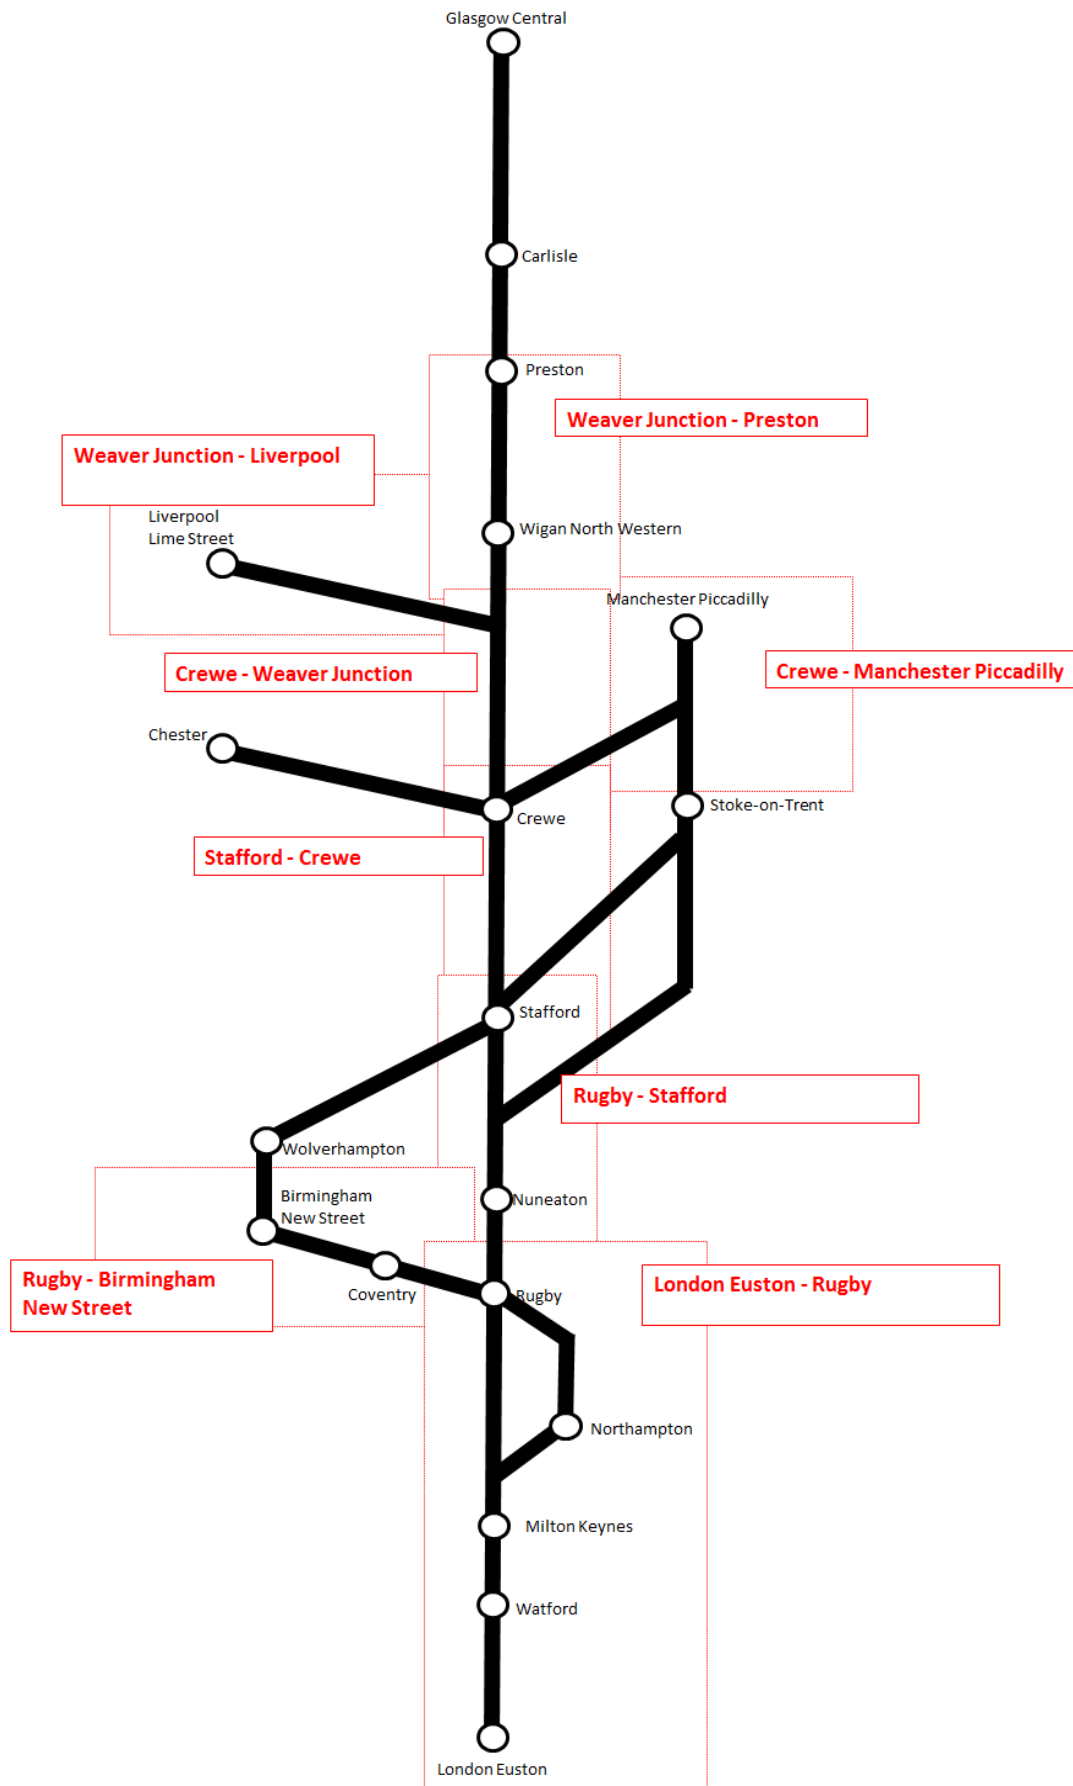 Glasgow Central
Carlisle
Preston
Weaver Junction - Preston
Weaver Junction - Liverpool
Liverpool
Lime Street
Wigan North Western
Manchester Piccadilly
Crewe - Weaver Junction
Crewe - Manchester Piccadilly
Chester
Stoke-on-Trent
Crewe
Stafford - Crewe
Stafford
Rugby - Stafford
Wolverhampton
Birmingham
New Street
Nuneaton
Rugby - Birmingham
New Street
London Euston - Rugby
Coventry
Rugby
Northampton
Milton Keynes
Watford
London Euston